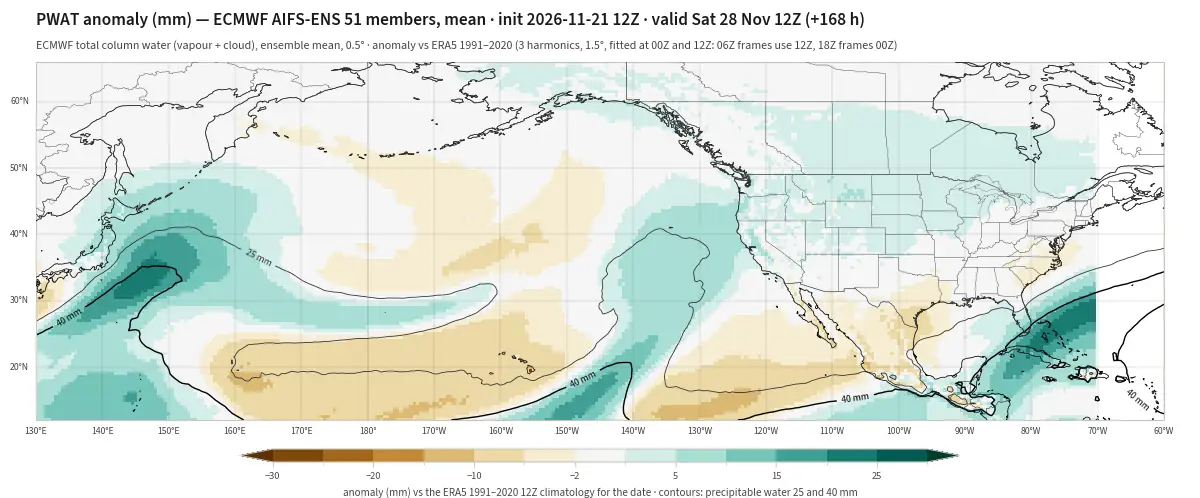 PWAT anomaly (mm) — ECMWF AIFS-ENS 51 members, mean · init 2026-11-21 12Z · valid Sat 28 Nov 12Z (+168 h)
ECMWF total column water (vapour + cloud), ensemble mean, 0.5° · anomaly vs ERA5 1991–2020 (3 harmonics, 1.5°, fitted at 00Z and 12Z: 06Z frames use 12Z, 18Z frames 00Z)
60°N
50°N
40°N
30°N
20°N
25 mm
40 mm
40 mm
40 mm
40 mm
130°E 140°E 150°E 160°E 170°E 180° 170°W 160°W 150°W 140°W 130°W 120°W 110°W 100°W 90°W 80°W 70°W 60°W
−30 −20 −10 −2 5 15 25
anomaly (mm) vs the ERA5 1991–2020 12Z climatology for the date · contours: precipitable water 25 and 40 mm